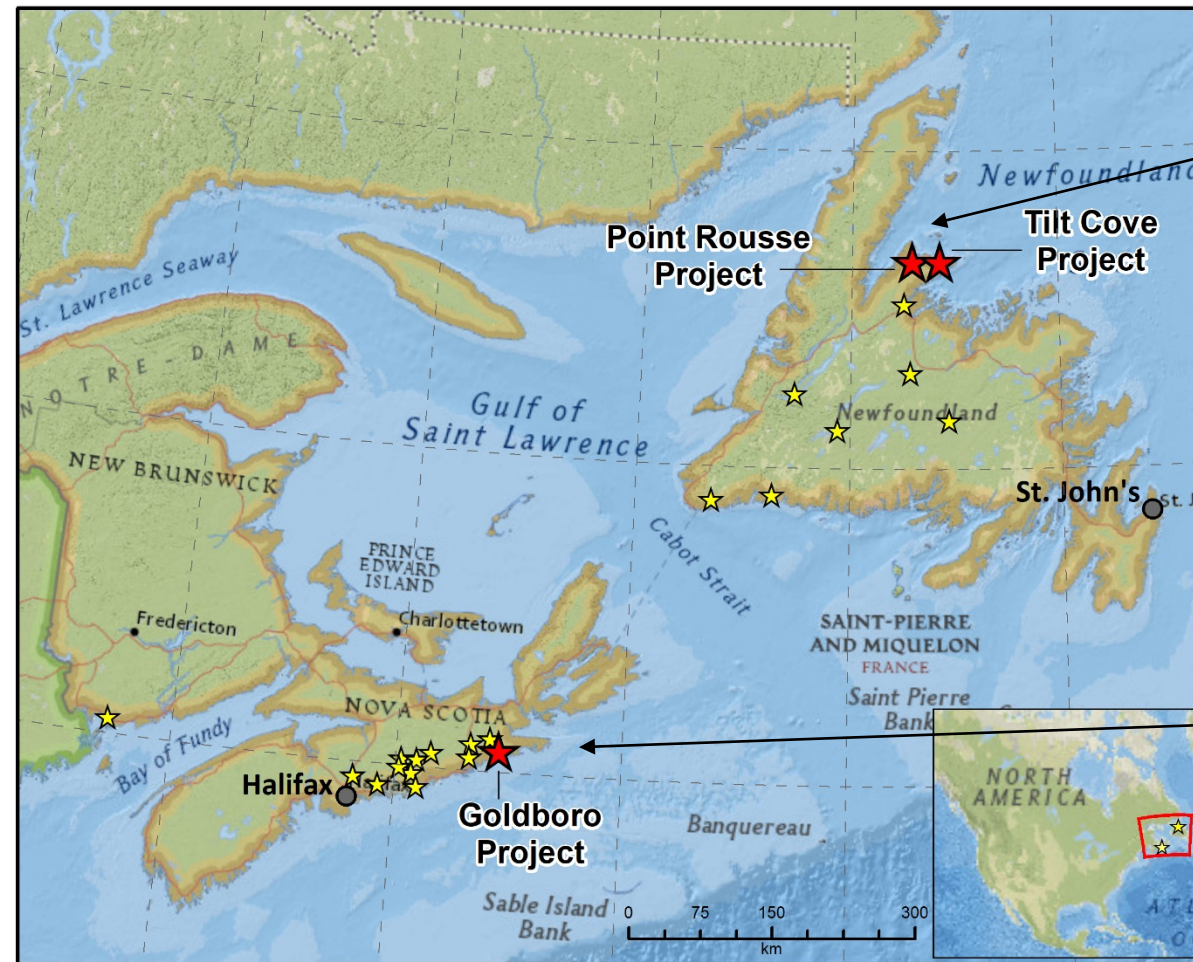 Newfoundland
Tilt Cove
Project
Point Rousse
Project
St. Lawrence Seaway
NOTRE-DAME
Gulf of
Saint Lawrence
Newfoundland
NEW BRUNSWICK
St. John's
Cabot Strait
PRINCE
EDWARD
ISLAND
Fredericton
Charlottetown
SAINT-PIERRE
AND MIQUELON
FRANCE
Saint Pierre
Bank
NOVA SCOTIA
Bay of Fundy
Halifax
Goldboro
Project
Banquereau
Sable Island
Bank
0 75 150 300
km
NORTH
AMERICA